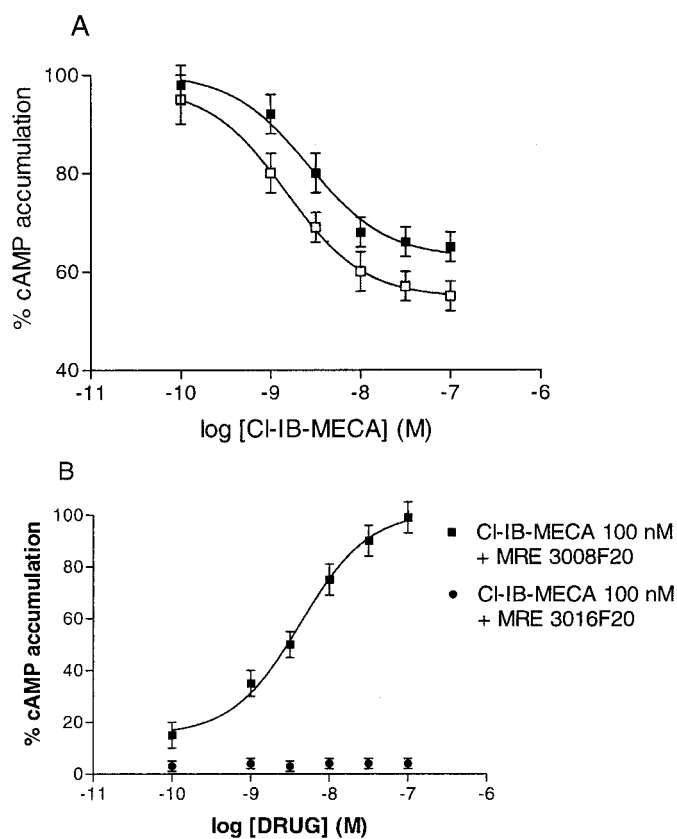 A
% cAMP accumulation
100
80
60
40
-11 -10 -9 -8 -7 -6
log [Cl-IB-MECA] (M)
B
% cAMP accumulation
100
80
60
40
20
0
-11 -10 -9 -8 -7 -6
log [DRUG] (M)
Cl-IB-MECA 100 nM
+ MRE 3008F20
Cl-IB-MECA 100 nM
+ MRE 3016F20